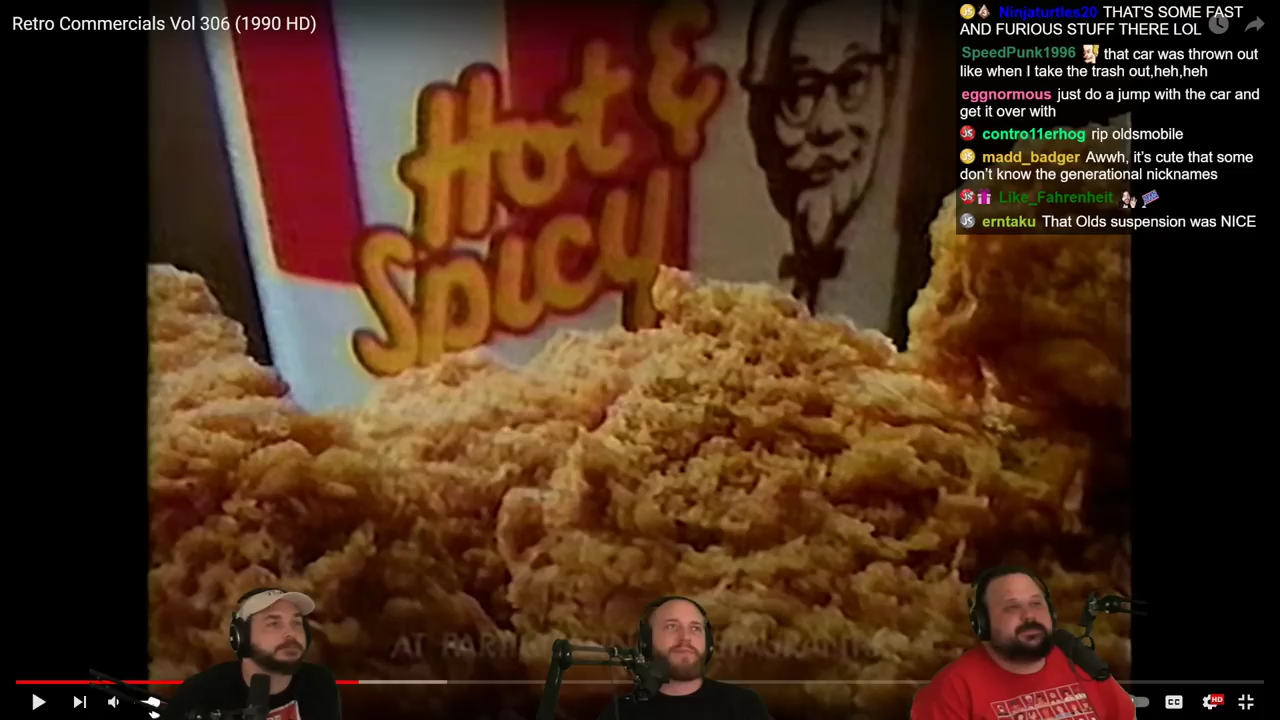 Retro Commercials Vol 306 (1990 HD)
Hot &
Spicy
Ninjaturtles20 THAT'S SOME FAST
AND FURIOUS STUFF THERE LOL
SpeedPunk1996 that car was thrown out
like when I take the trash out,heh,heh
eggnormous just do a jump with the car and
get it over with
contro11erhog rip oldsmobile
madd_badger Awwh, it's cute that some
don't know the generational nicknames
Like_Fahrenheit
erntaku That Olds suspension was NICE
AT
CC
HD